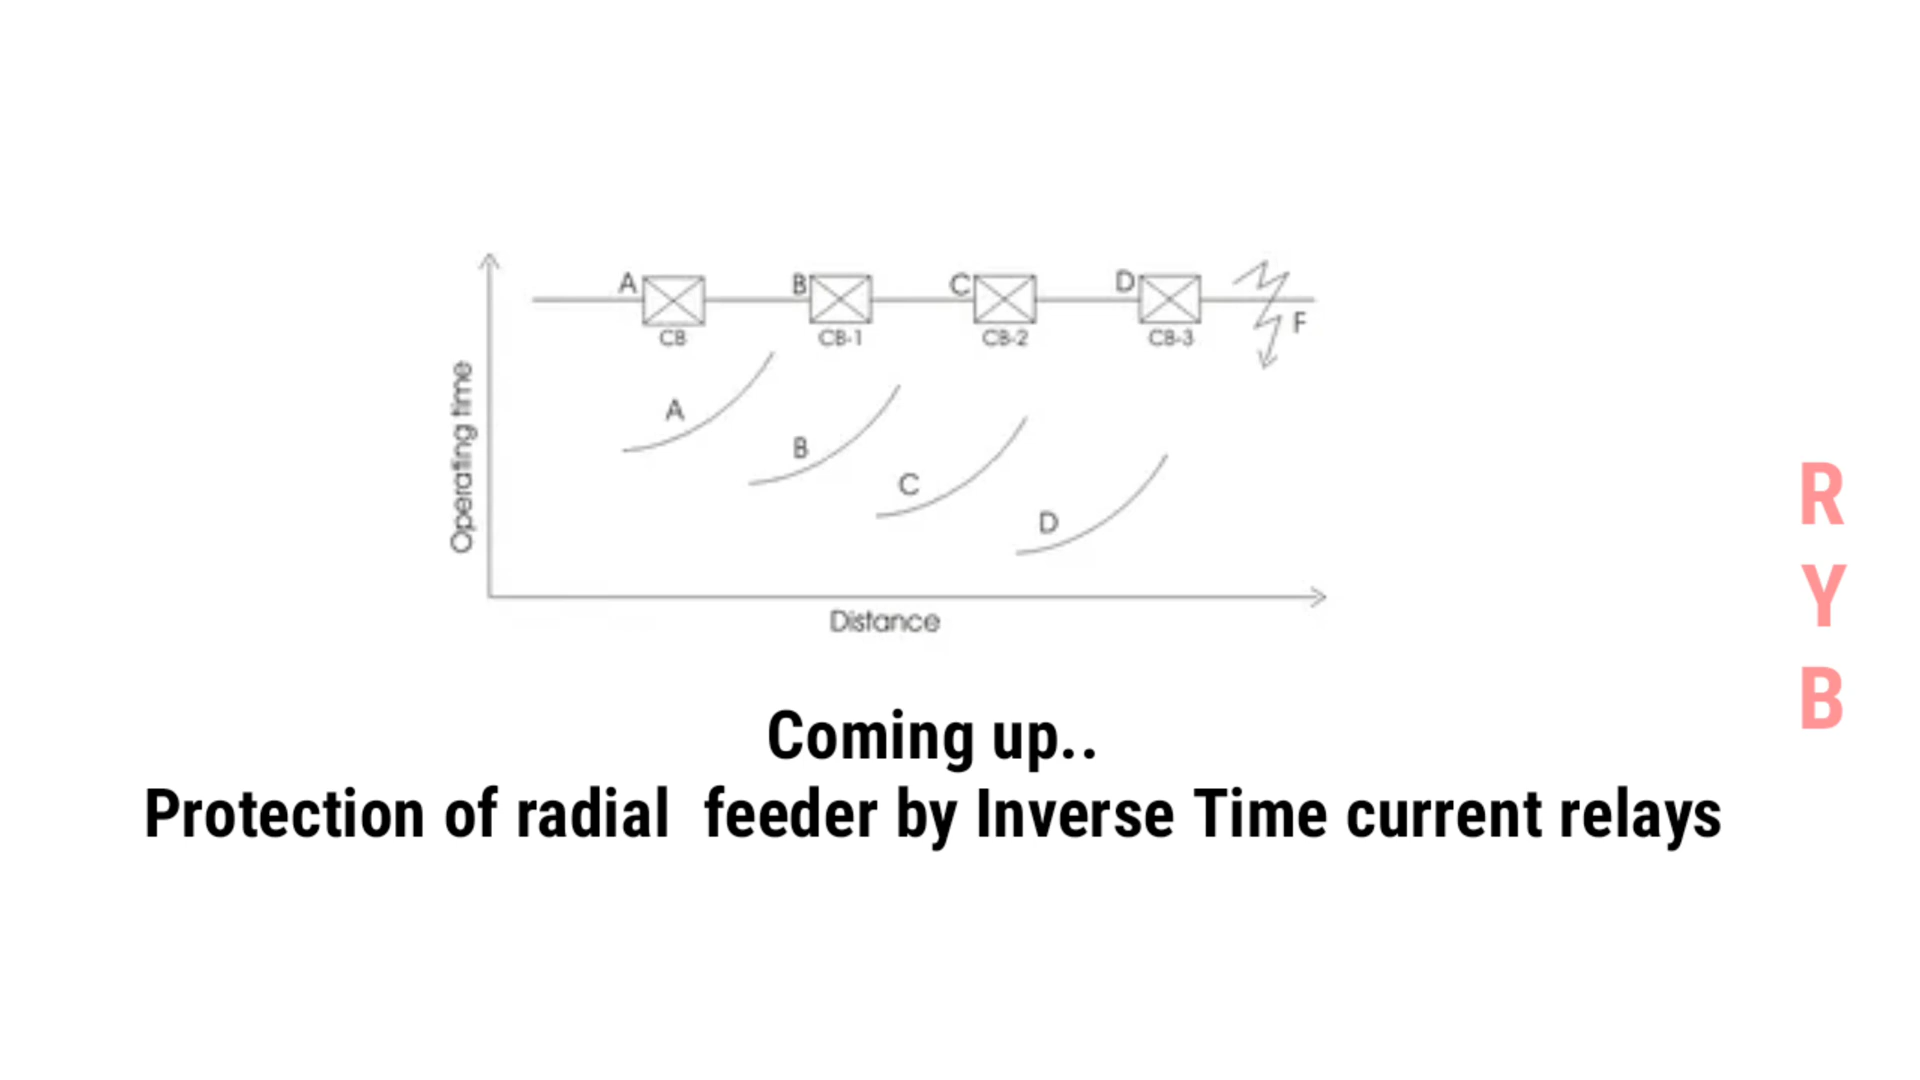 A
B
C
D
CB
CB-1
CB-2
CB-3
F
Operating time
A
B
C
D
Distance
R
Y
B
Coming up..
Protection of radial  feeder by Inverse Time current relays